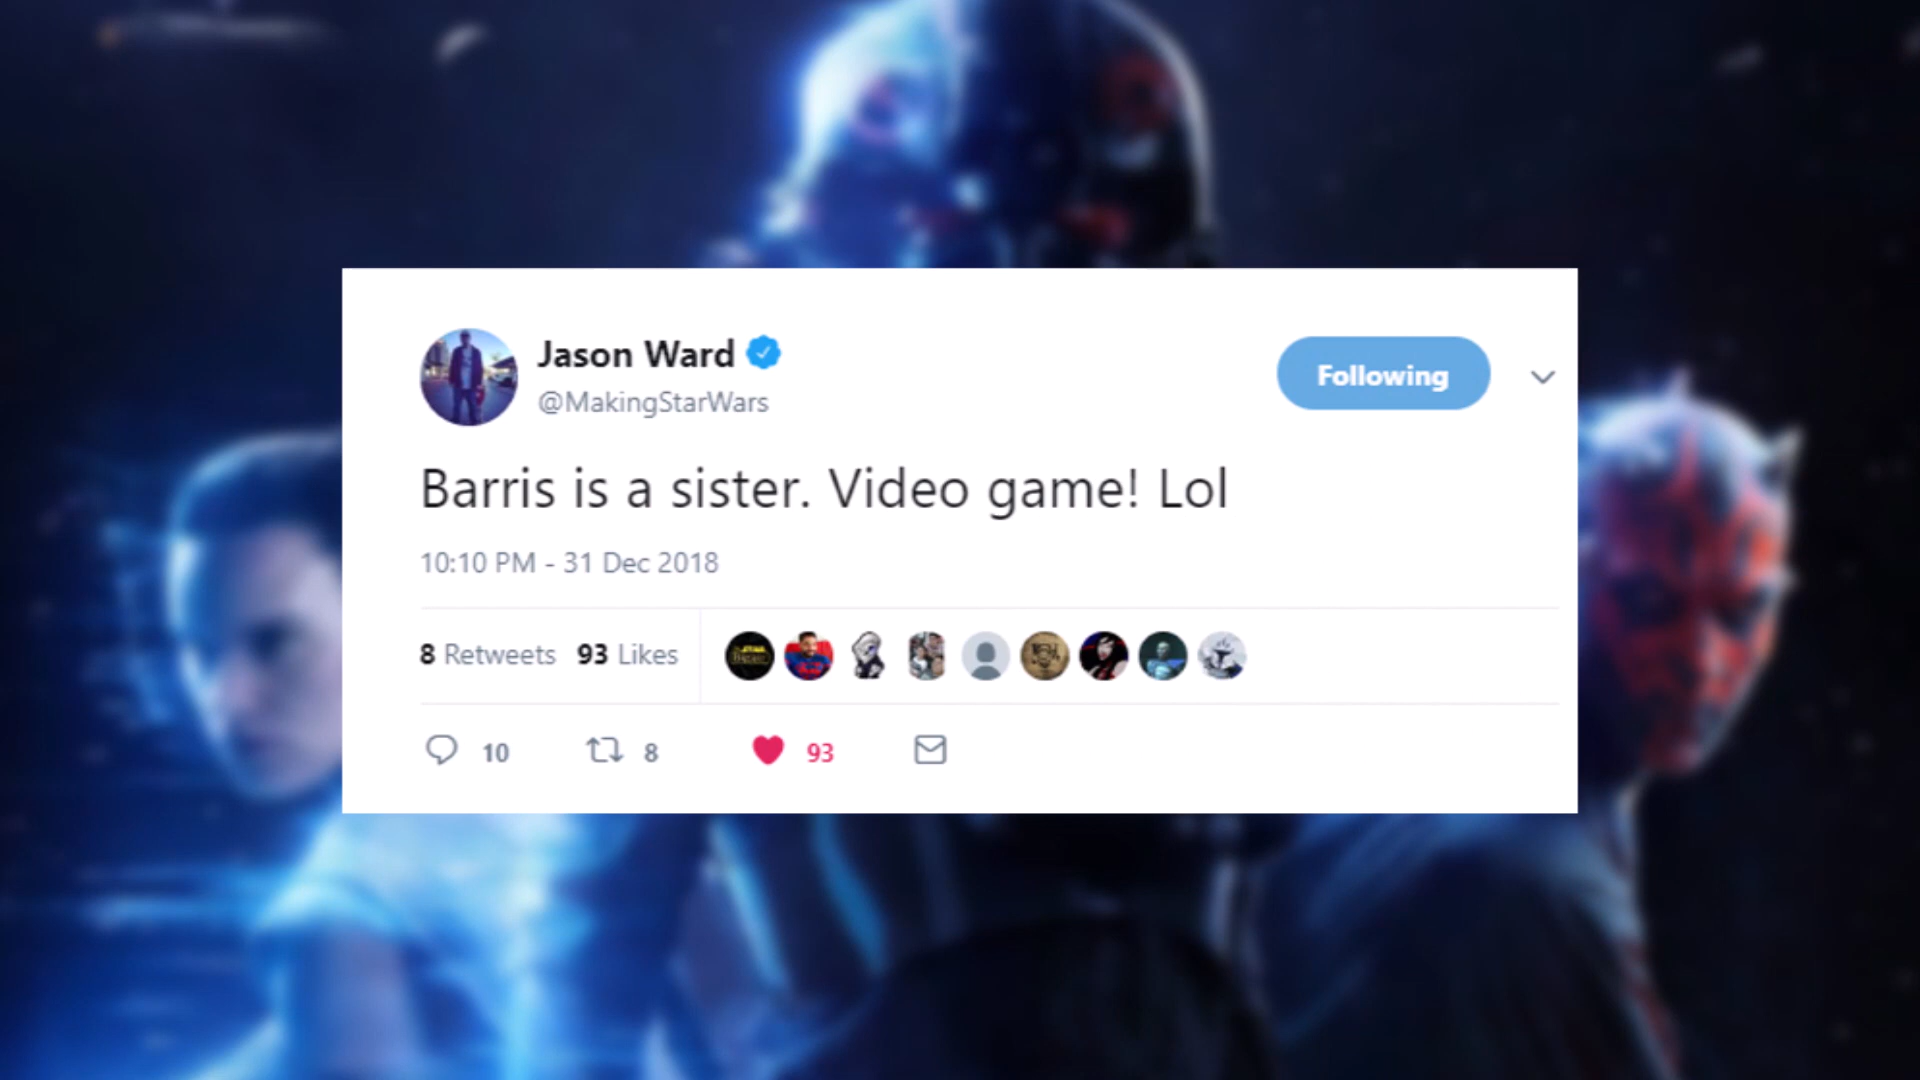 Jason Ward
@MakingStarWars
Following
Barris is a sister. Video game! Lol
10:10 PM - 31 Dec 2018
8 Retweets 93 Likes
10 8 93